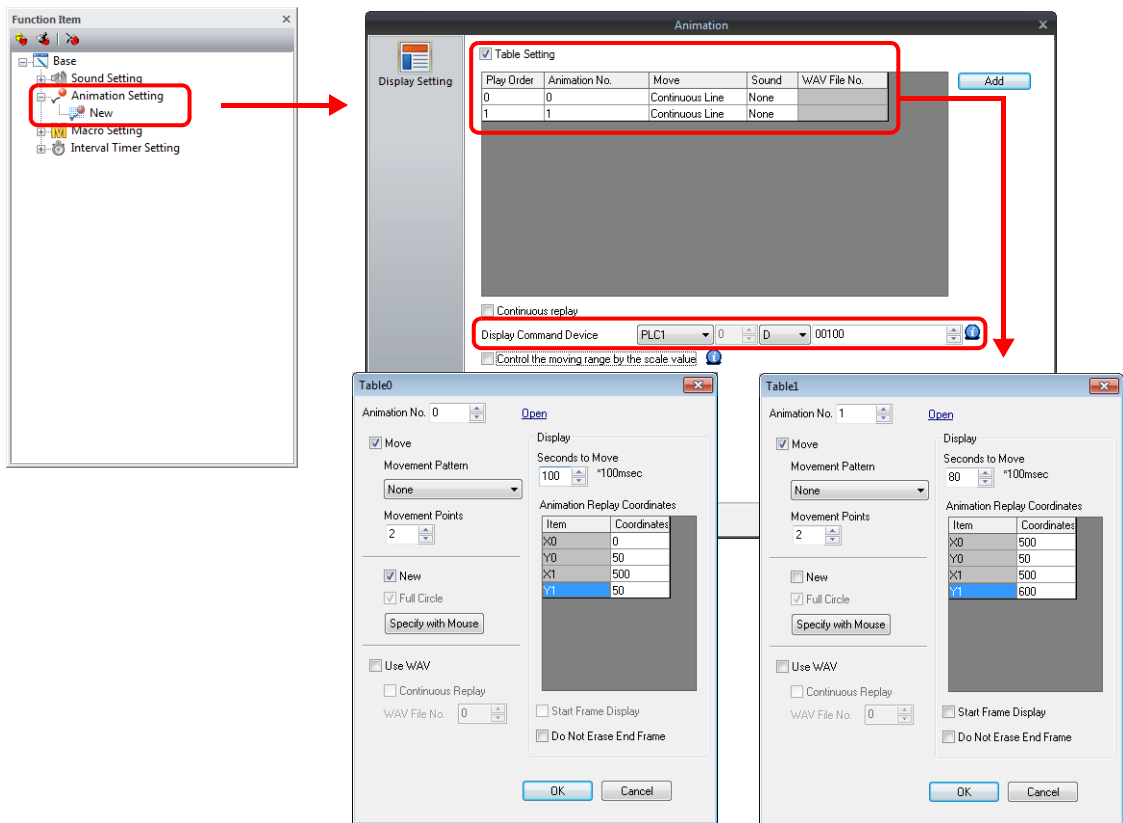 Function Item
Base
Sound Setting
Animation Setting
New
Macro Setting
Interval Timer Setting
Animation
Display Setting
Table Setting
Play Order Animation No. Move Sound WAV File No.
0 0 Continuous Line None
1 1 Continuous Line None
Add
Continuous replay
Display Command Device PLC1 0 D 00100
Control the moving range by the scale value
Table0
Animation No. 0 Open
Move
Movement Pattern
None
Movement Points
2
New
Full Circle
Specify with Mouse
Use WAV
Continuous Replay
WAV File No. 0
Display
Seconds to Move
100 *100msec
Animation Replay Coordinates
Item Coordinates
X0 0
Y0 50
X1 500
Y1 50
Start Frame Display
Do Not Erase End Frame
OK Cancel
Table1
Animation No. 1 Open
Move
Movement Pattern
None
Movement Points
2
New
Full Circle
Specify with Mouse
Use WAV
Continuous Replay
WAV File No. 0
Display
Seconds to Move
80 *100msec
Animation Replay Coordinates
Item Coordinates
X0 500
Y0 50
X1 500
Y1 600
Start Frame Display
Do Not Erase End Frame
OK Cancel